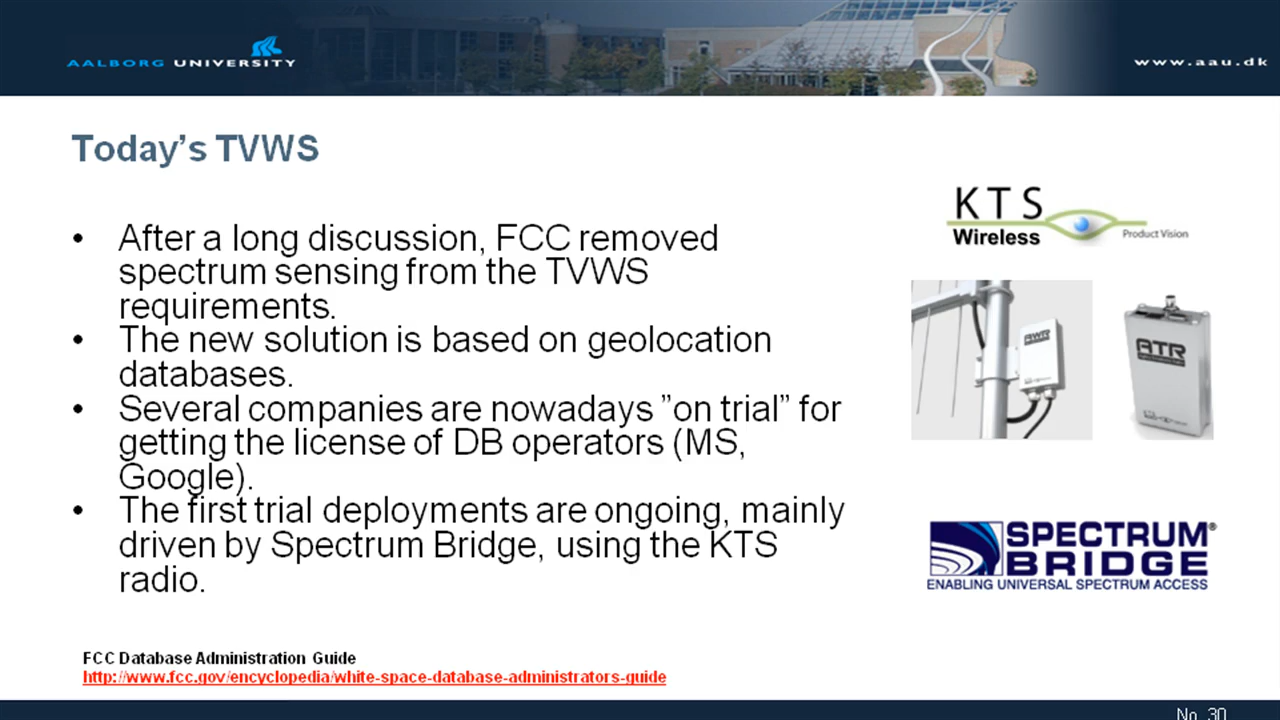 AALBORG UNIVERSITY
www.aau.dk
Today’s TVWS
• After a long discussion, FCC removed
spectrum sensing from the TVWS
requirements.
• The new solution is based on geolocation
databases.
• Several companies are nowadays ”on trial” for
getting the license of DB operators (MS,
Google).
• The first trial deployments are ongoing, mainly
driven by Spectrum Bridge, using the KTS
radio.
KTS
Wireless
Product Vision
AWR
ATR
SPECTRUM®
BRIDGE
ENABLING UNIVERSAL SPECTRUM ACCESS
FCC Database Administration Guide
http://www.fcc.gov/encyclopedia/white-space-database-administrators-guide
No. 30